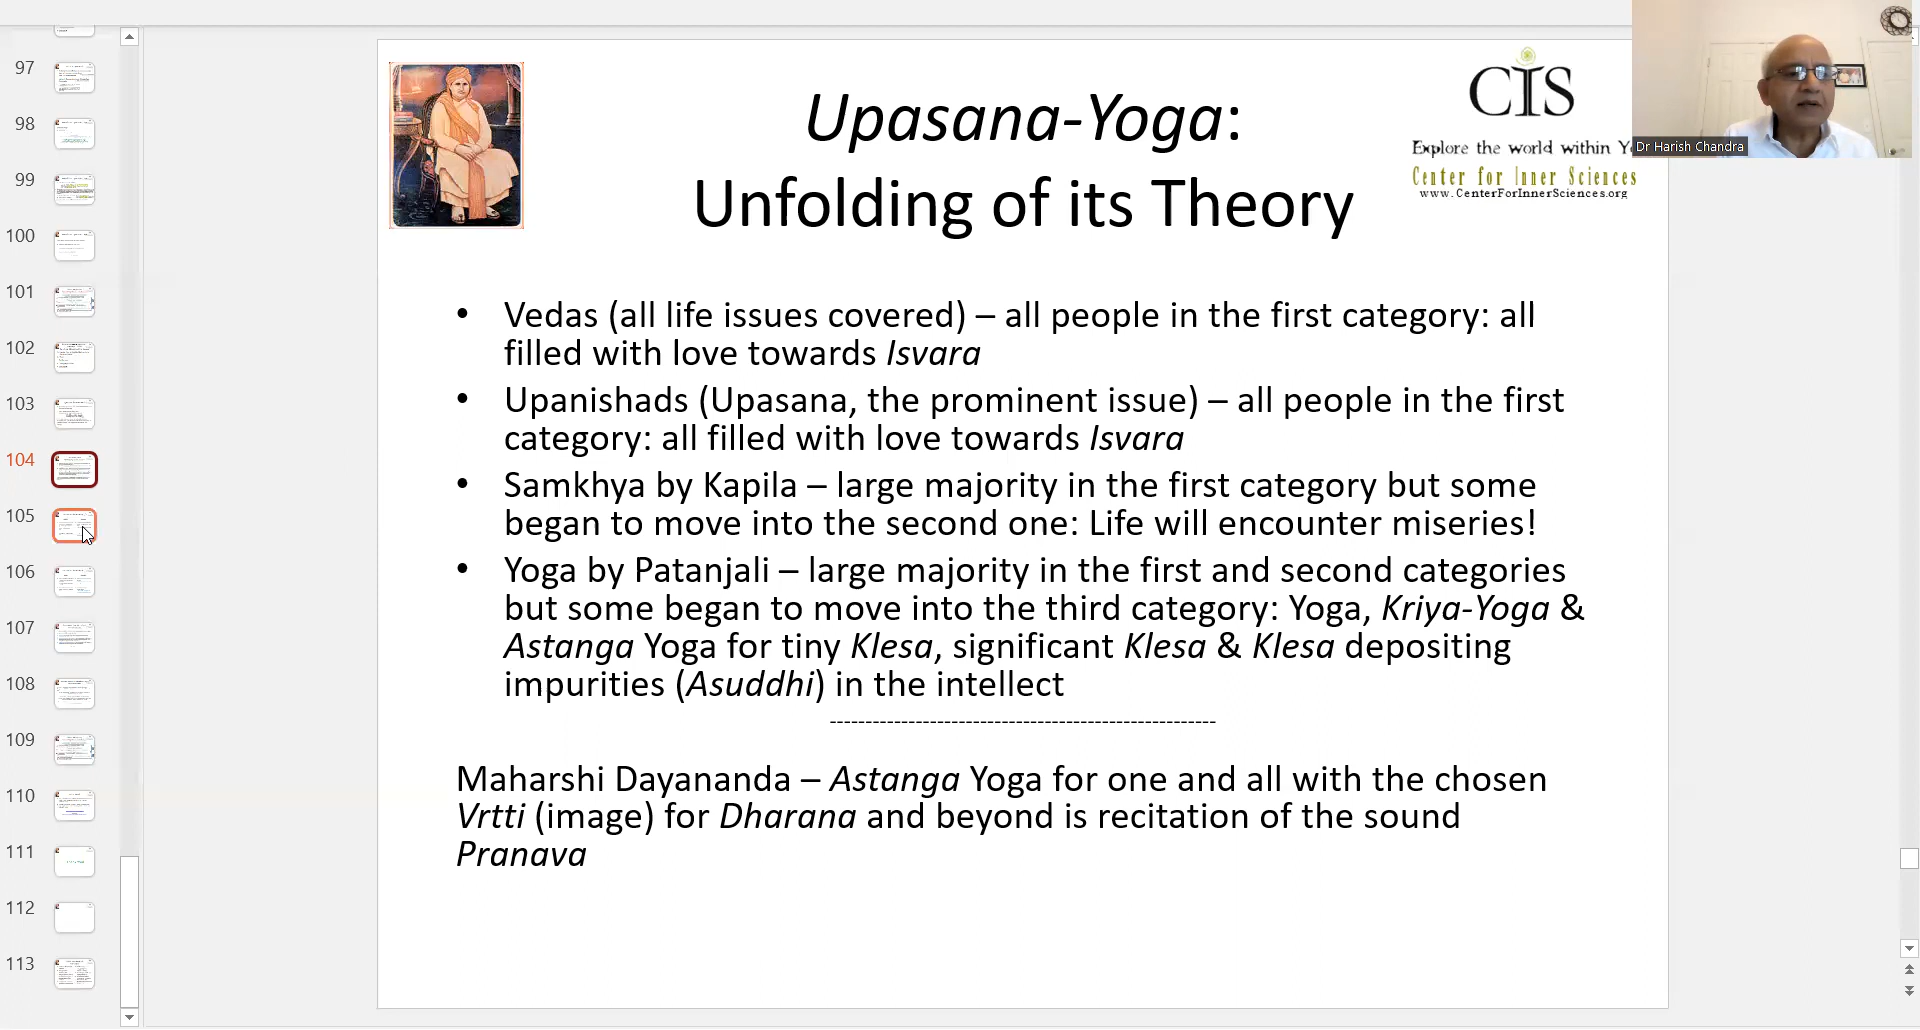 97
98
99
100
101
102
103
104
105
106
107
108
109
110
111
112
113
Upasana-Yoga:
Unfolding of its Theory
CIS
Explore the world within
Center for Inner Sciences
www.CenterForInnerSciences.org
Dr Harish Chandra
• Vedas (all life issues covered) – all people in the first category: all
filled with love towards Isvara
• Upanishads (Upasana, the prominent issue) – all people in the first
category: all filled with love towards Isvara
• Samkhya by Kapila – large majority in the first category but some
began to move into the second one: Life will encounter miseries!
• Yoga by Patanjali – large majority in the first and second categories
but some began to move into the third category: Yoga, Kriya-Yoga &
Astanga Yoga for tiny Klesa, significant Klesa & Klesa depositing
impurities (Asuddhi) in the intellect
------------------------------------------------------
Maharshi Dayananda – Astanga Yoga for one and all with the chosen
Vrtti (image) for Dharana and beyond is recitation of the sound
Pranava